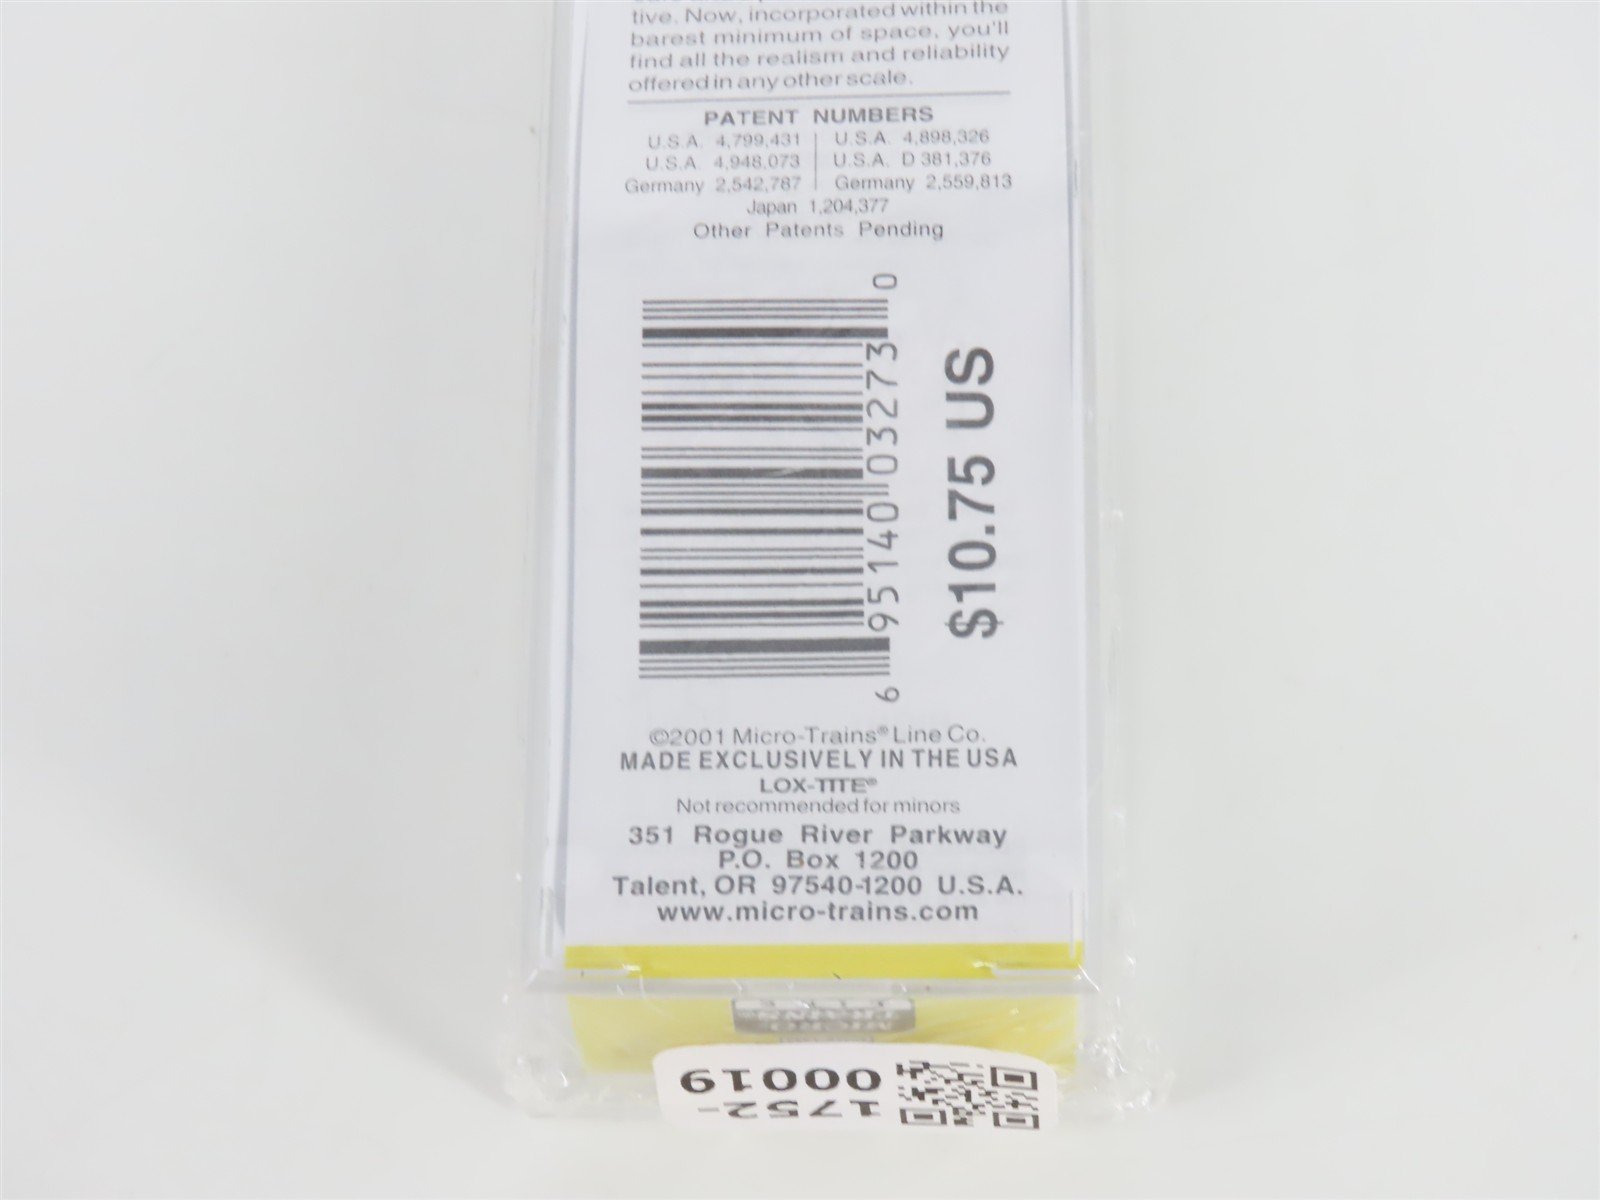 tive. Now, incorporated within the
barest minimum of space, you'll
find all the realism and reliability
offered in any other scale.
PATENT NUMBERS
U.S.A. 4,799,431 U.S.A. 4,898,326
U.S.A. 4,948,073 U.S.A. D 381,376
Germany 2,542,787 Germany 2,559,813
Japan 1,204,377
Other Patents Pending
6 95140 03273 0
$10.75 US
©2001 Micro-Trains® Line Co.
MADE EXCLUSIVELY IN THE USA
LOX-TITE®
Not recommended for minors
351 Rogue River Parkway
P.O. Box 1200
Talent, OR 97540-1200 U.S.A.
www.micro-trains.com
MICRO
TRAINS®
LINE
1752-
00019